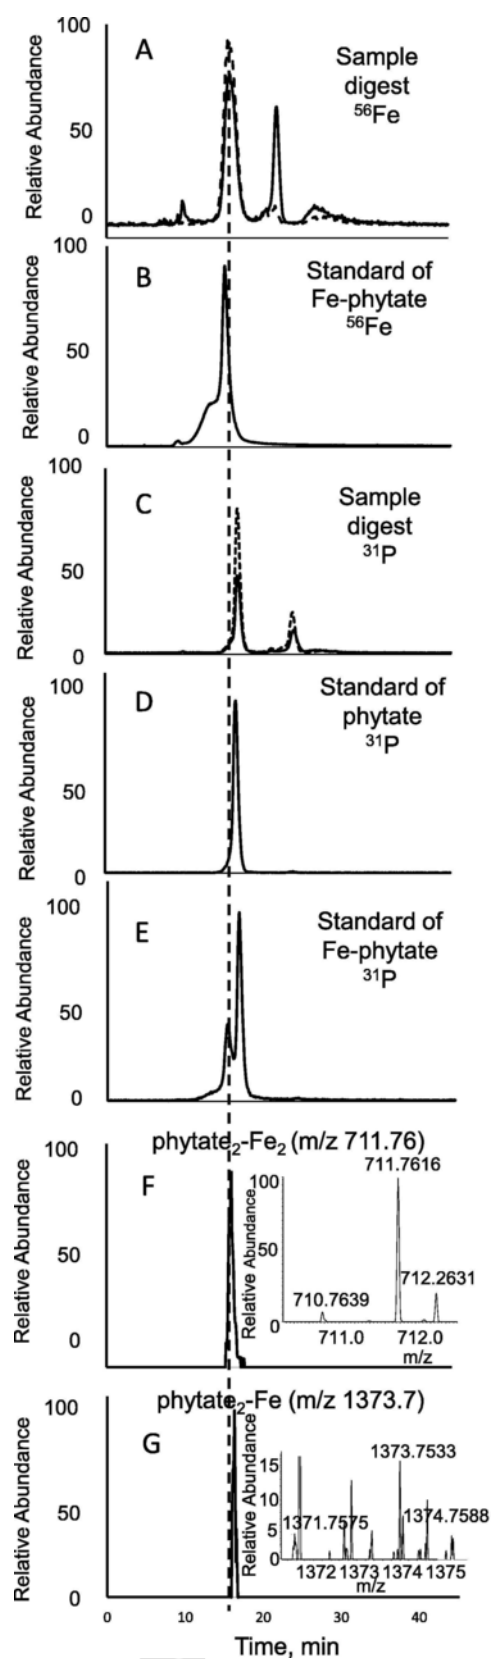 100
A
Sample
digest
⁵⁶Fe
50
0
Relative Abundance
100
B
Standard of
Fe-phytate
⁵⁶Fe
50
0
Relative Abundance
100
C
Sample
digest
³¹P
50
0
Relative Abundance
100
D
Standard of
phytate
³¹P
50
0
Relative Abundance
100
E
Standard of
Fe-phytate
³¹P
50
0
Relative Abundance
phytate₂-Fe₂ (m/z 711.76)
100
F
50
0
Relative Abundance
711.7616
100
712.2631
50
710.7639
0
Relative Abundance
711.0 712.0
m/z
phytate₂-Fe (m/z 1373.7)
100
G
50
0
Relative Abundance
1373.7533
15
10
1371.7575 1374.7588
5
0
Relative Abundance
1372 1373 1374 1375
m/z
0 10 20 30 40
Time, min